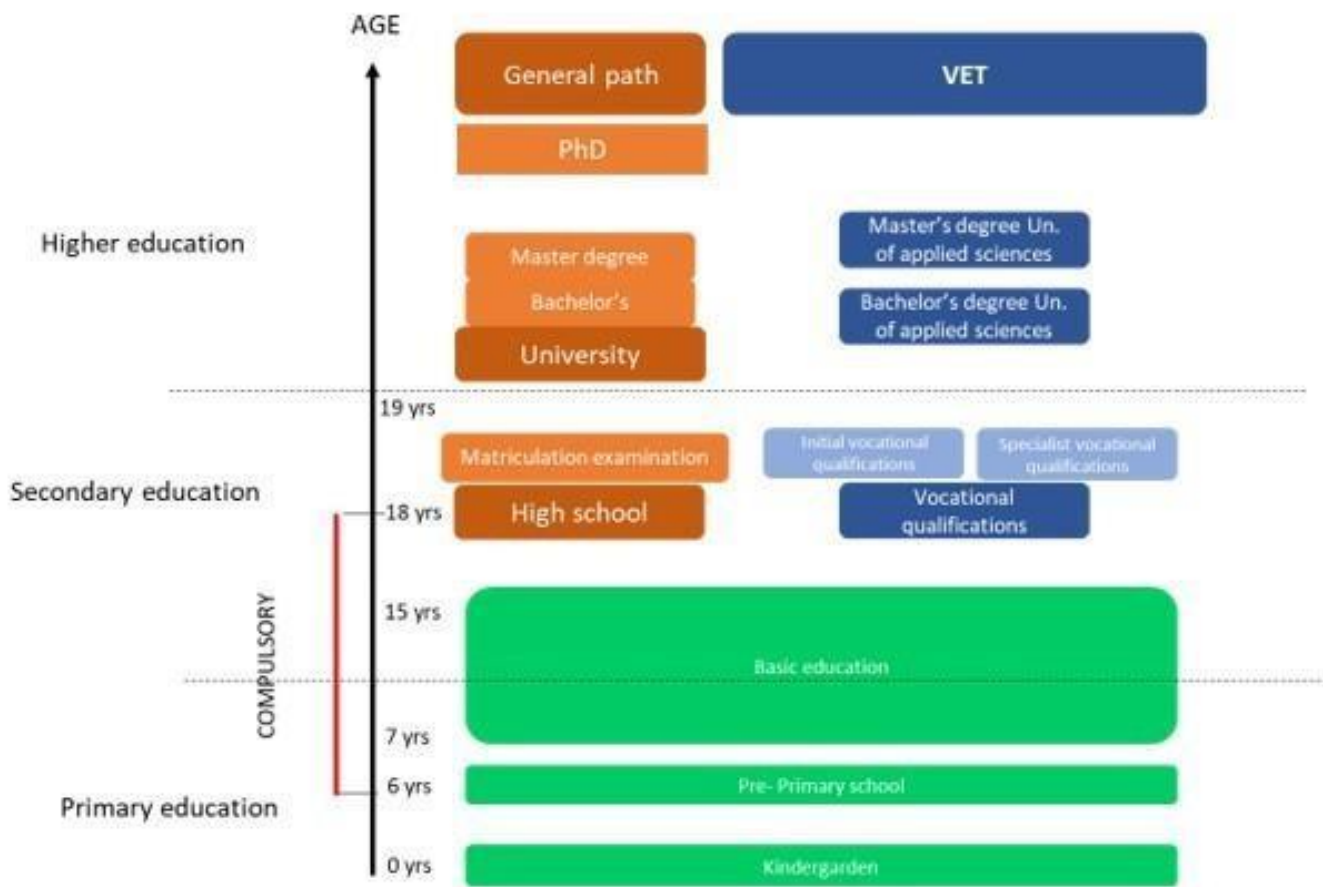 AGE
General path
VET
PhD
Higher education
Master degree
Bachelor's
University
Master's degree Un.
of applied sciences
Bachelor's degree Un.
of applied sciences
19 yrs
Matriculation examination
Initial vocational
qualifications
Specialist vocational
qualifications
Secondary education
18 yrs
High school
Vocational
qualifications
COMPULSORY
15 yrs
Basic education
7 yrs
6 yrs
Pre- Primary school
Primary education
0 yrs
Kindergarden